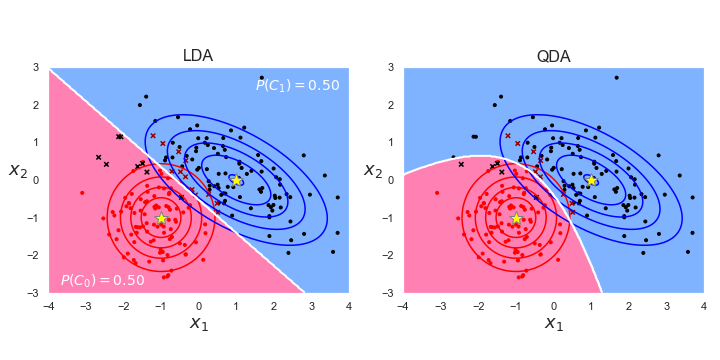 LDA
3
2
1
0
−1
−2
−3
x₂
P(C₁) = 0.50
P(C₀) = 0.50
−4 −3 −2 −1 0 1 2 3 4
x₁
QDA
3
2
1
0
−1
−2
−3
x₂
−4 −3 −2 −1 0 1 2 3 4
x₁